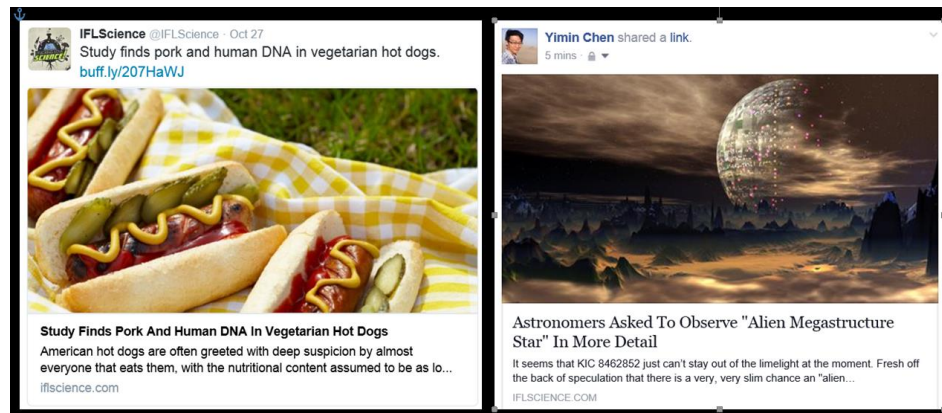 IFLScience @IFLScience · Oct 27
Study finds pork and human DNA in vegetarian hot dogs.
buff.ly/207HaWJ
SCIENCE
Study Finds Pork And Human DNA In Vegetarian Hot Dogs
American hot dogs are often greeted with deep suspicion by almost
everyone that eats them, with the nutritional content assumed to be as lo...
iflscience.com
Yimin Chen shared a link.
5 mins ·
Astronomers Asked To Observe "Alien Megastructure
Star" In More Detail
It seems that KIC 8462852 just can't stay out of the limelight at the moment. Fresh off
the back of speculation that there is a very, very slim chance an "alien...
IFLSCIENCE.COM